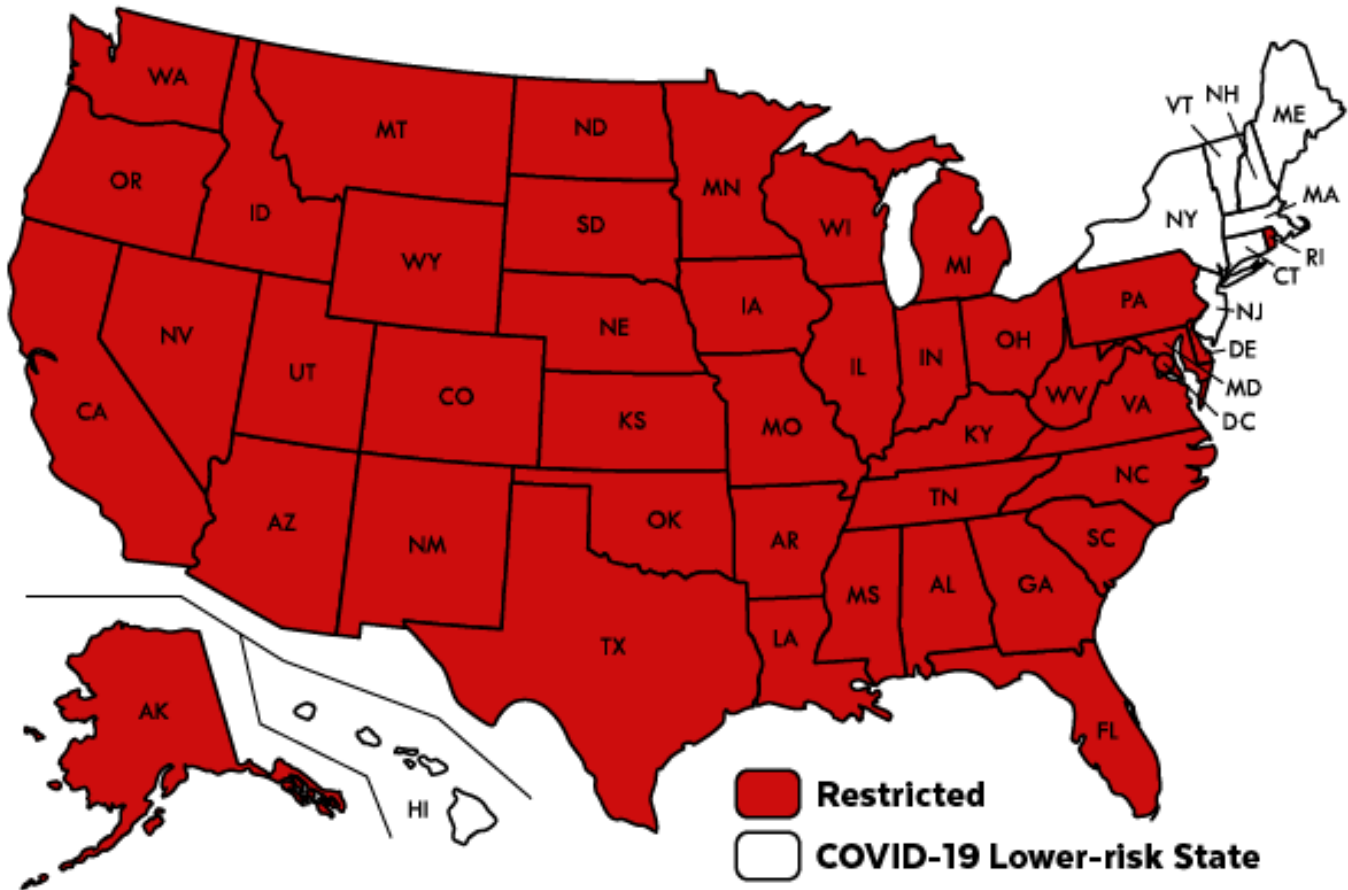 WA
MT
ND
MN
VT
NH
ME
OR
ID
SD
WI
MI
NY
MA
RI
CT
WY
IA
PA
NJ
NV
NE
OH
DE
UT
CO
IL
IN
MD
CA
KS
MO
WV
VA
DC
KY
AZ
NM
OK
AR
TN
NC
SC
TX
MS
AL
GA
LA
AK
FL
HI
Restricted
COVID-19 Lower-risk State